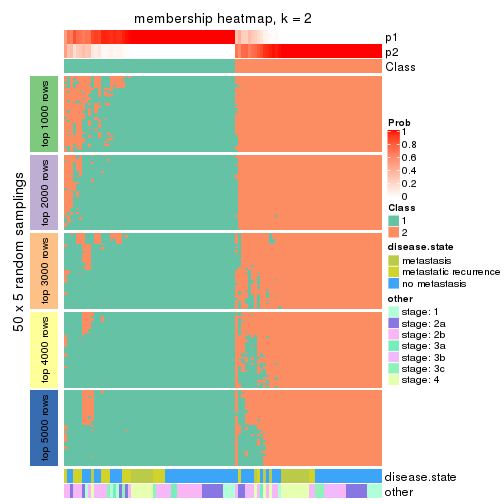 membership heatmap, k = 2
p1
p2
Class
50 x 5 random samplings
top 1000 rows
top 2000 rows
top 3000 rows
top 4000 rows
top 5000 rows
disease.state
other
Prob
1
0.8
0.6
0.4
0.2
0
Class
1
2
disease.state
metastasis
metastatic recurrence
no metastasis
other
stage: 1
stage: 2a
stage: 2b
stage: 3a
stage: 3b
stage: 3c
stage: 4